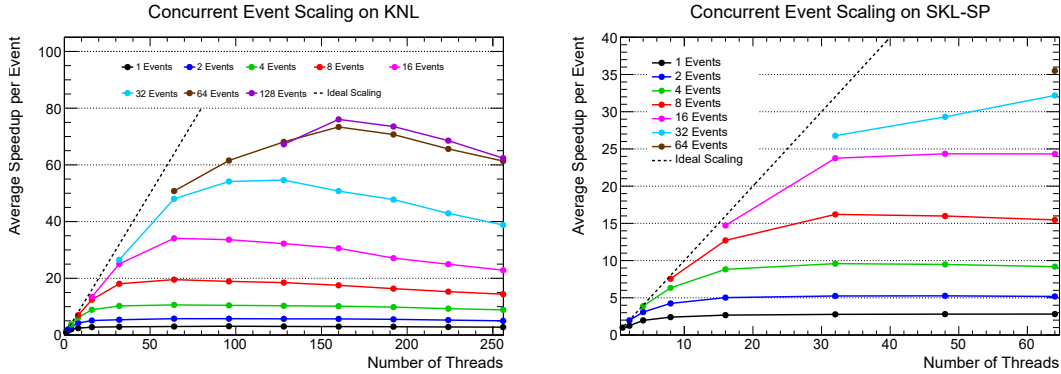 Concurrent Event Scaling on KNL
Average Speedup per Event
100
80
60
40
20
0
1 Events
2 Events
4 Events
8 Events
16 Events
32 Events
64 Events
128 Events
Ideal Scaling
0 50 100 150 200 250
Number of Threads
Concurrent Event Scaling on SKL-SP
Average Speedup per Event
40
35
30
25
20
15
10
5
0
1 Events
2 Events
4 Events
8 Events
16 Events
32 Events
64 Events
Ideal Scaling
10 20 30 40 50 60
Number of Threads